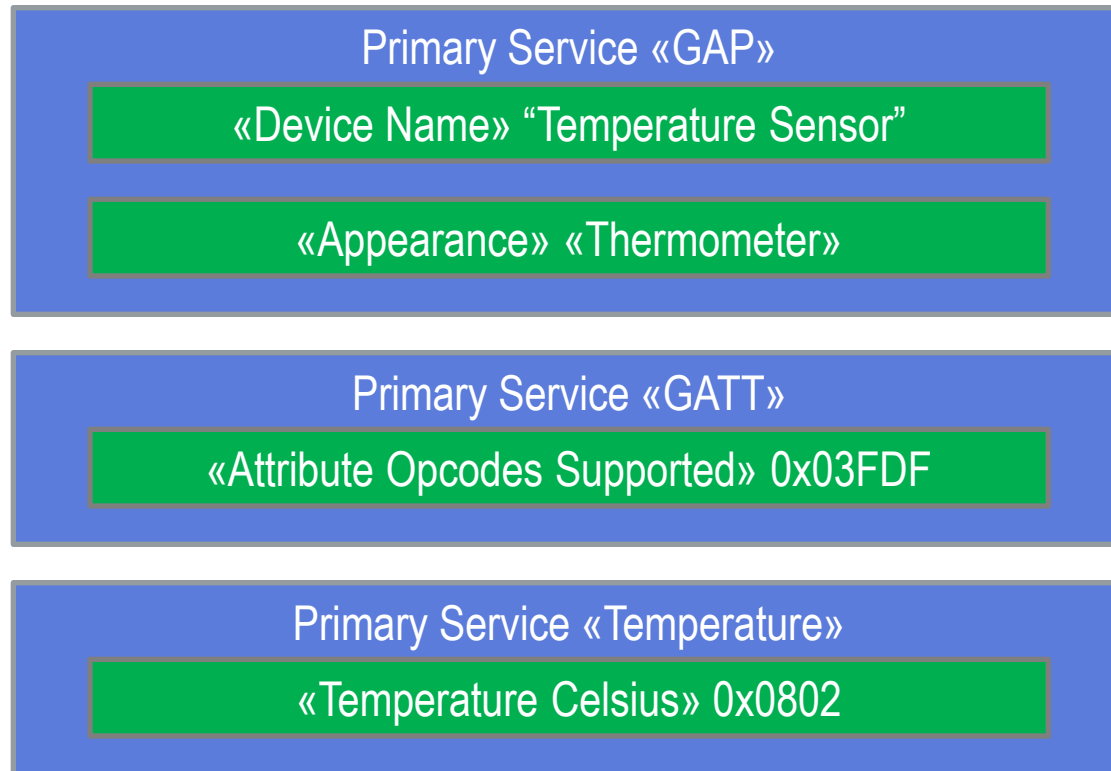 Primary Service «GAP»
«Device Name» “Temperature Sensor”
«Appearance» «Thermometer»
Primary Service «GATT»
«Attribute Opcodes Supported» 0x03FDF
Primary Service «Temperature»
«Temperature Celsius» 0x0802